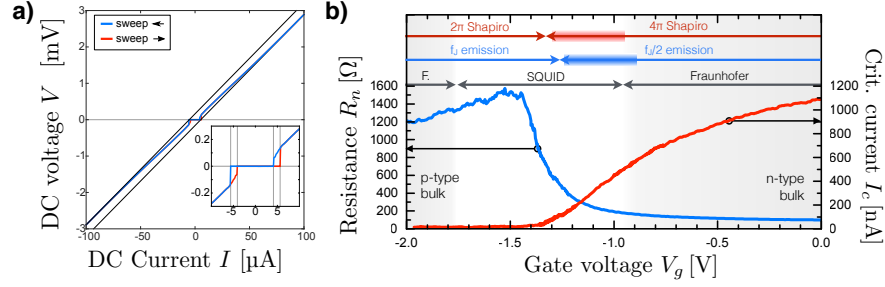 a)
sweep
sweep
DC voltage V [mV]
3
2
1
0
-1
-2
-3
0.2
0
-0.2
-5
0
5
-100
-50
0
50
100
DC Current I [µA]
b)
2π Shapiro
4π Shapiro
fJ emission
fJ/2 emission
F.
SQUID
Fraunhofer
Resistance Rn [Ω]
1600
1400
1200
1000
800
600
400
200
0
p-type
bulk
n-type
bulk
1200
1000
800
600
400
200
0
Crit. current Ic [nA]
-2.0
-1.5
-1.0
-0.5
0.0
Gate voltage Vg [V]